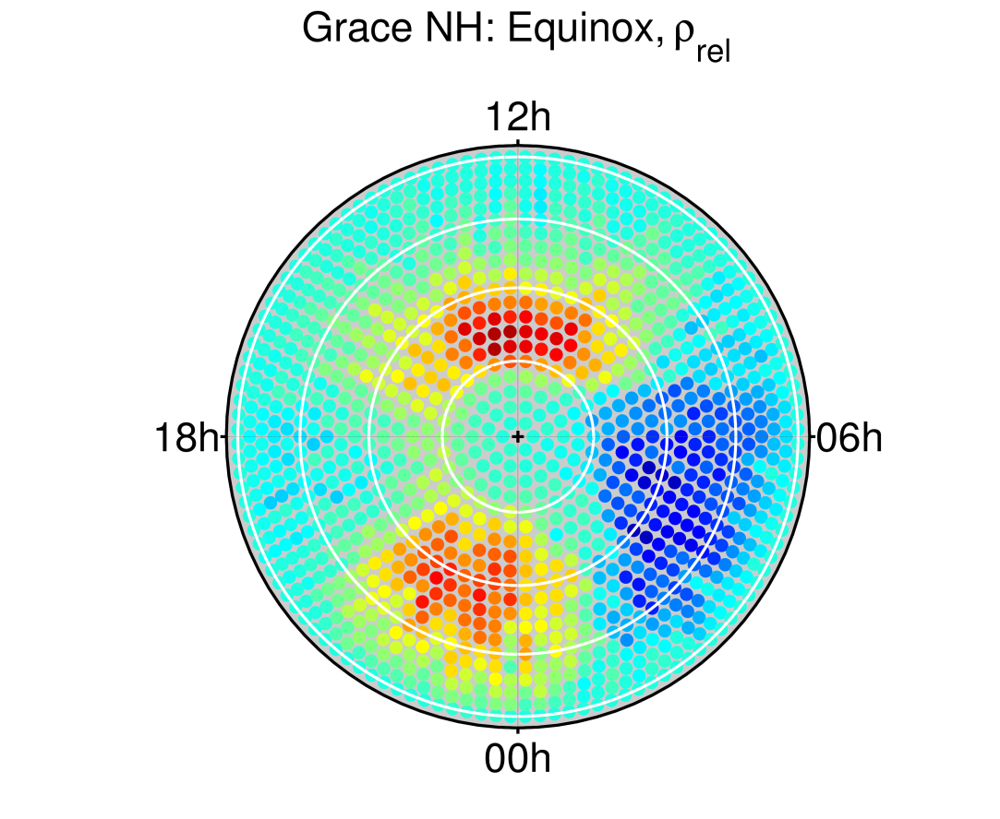 Grace NH: Equinox, ρrel
12h
18h
06h
00h